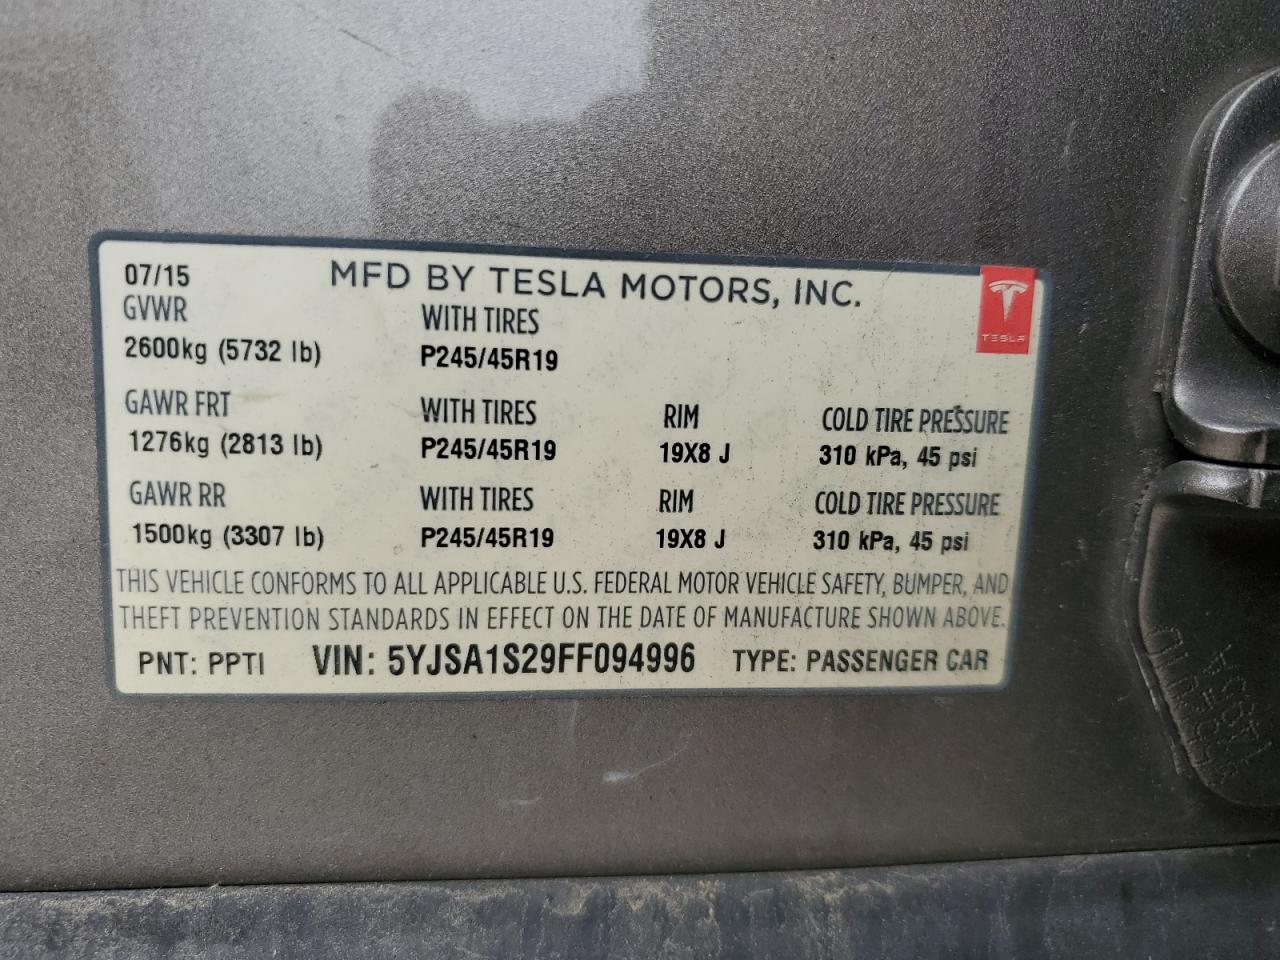 07/15 MFD BY TESLA MOTORS, INC.
TESLA
GVWR WITH TIRES
2600kg (5732 lb) P245/45R19
GAWR FRT WITH TIRES RIM COLD TIRE PRESSURE
1276kg (2813 lb) P245/45R19 19X8 J 310 kPa, 45 psi
GAWR RR WITH TIRES RIM COLD TIRE PRESSURE
1500kg (3307 lb) P245/45R19 19X8 J 310 kPa, 45 psi
THIS VEHICLE CONFORMS TO ALL APPLICABLE U.S. FEDERAL MOTOR VEHICLE SAFETY, BUMPER, AND
THEFT PREVENTION STANDARDS IN EFFECT ON THE DATE OF MANUFACTURE SHOWN ABOVE.
PNT: PPTI VIN: 5YJSA1S29FF094996 TYPE: PASSENGER CAR